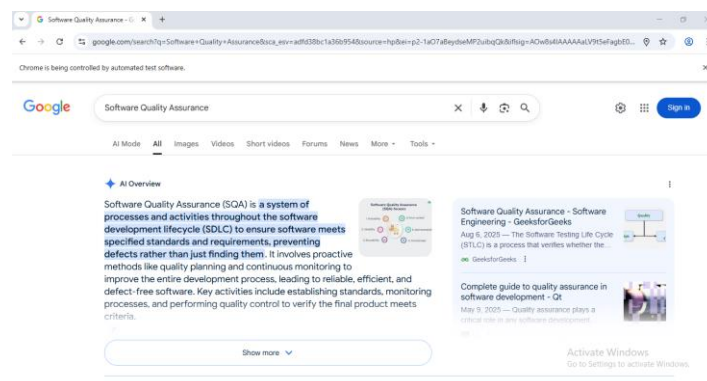 Software Quality Assurance - G
google.com/search?q=Software+Quality+Assurance&sca_esv=adfd38bc1a36b954&source=hp&ei=p2-1aO7aBeydseMP2uibqQk&iflsig=AOw8s4IAAAAAaLV9t5eFagbE0...
Chrome is being controlled by automated test software.
Google
Software Quality Assurance
Sign in
AI Mode All Images Videos Short videos Forums News More Tools
AI Overview
Software Quality Assurance (SQA) is a system of
processes and activities throughout the software
development lifecycle (SDLC) to ensure software meets
specified standards and requirements, preventing
defects rather than just finding them. It involves proactive
methods like quality planning and continuous monitoring to
improve the entire development process, leading to reliable, efficient, and
defect-free software. Key activities include establishing standards, monitoring
processes, and performing quality control to verify the final product meets
criteria.
Show more
Software Quality Assurance - Software
Engineering - GeeksforGeeks
Aug 6, 2025 — The Software Testing Life Cycle
(STLC) is a process that verifies whether the...
GeeksforGeeks
Complete guide to quality assurance in
software development - Qt
May 9, 2025 — Quality assurance plays a
critical role in any software development
Activate Windows
Go to Settings to activate Windows.